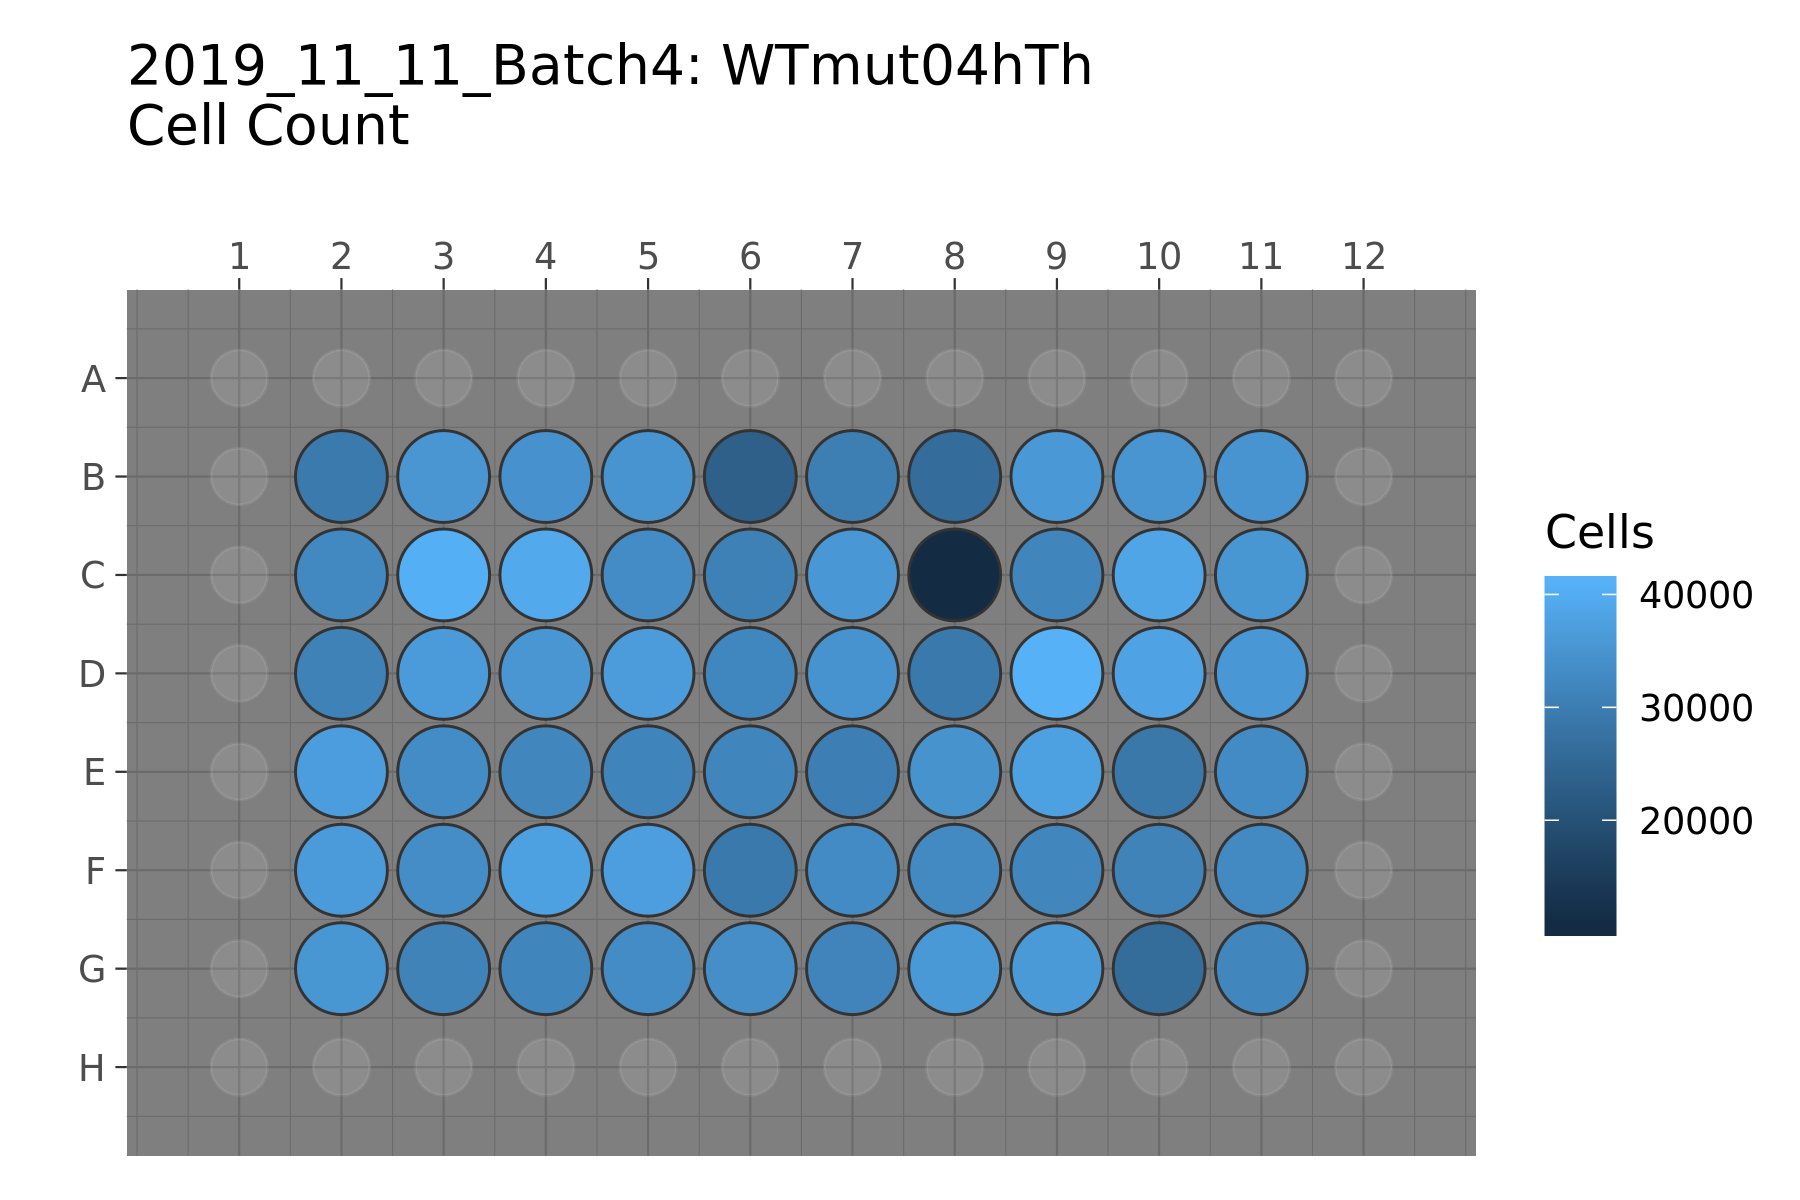 2019_11_11_Batch4: WTmut04hTh
Cell Count
1 2 3 4 5 6 7 8 9 10 11 12
A
B
C
D
E
F
G
H
Cells
40000
30000
20000